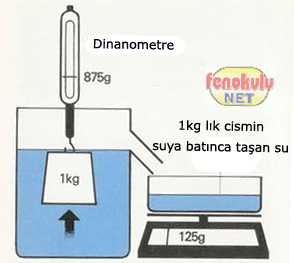 Dinanometre
875g
fenokulu
NET
1kg lık cismin
suya batınca taşan su
1kg
125g